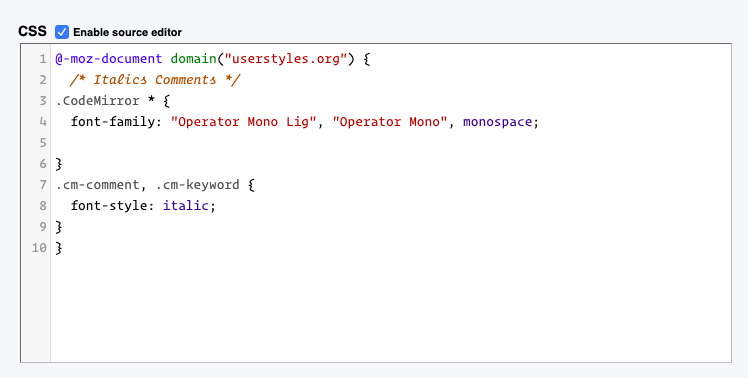 CSS Enable source editor
1 @-moz-document domain("userstyles.org") {
2   /* Italics Comments */
3 .CodeMirror * {
4   font-family: "Operator Mono Lig", "Operator Mono", monospace;
5
6 }
7 .cm-comment, .cm-keyword {
8   font-style: italic;
9 }
10 }